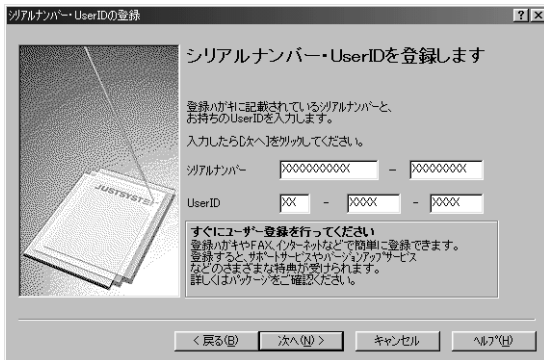 シリアルナンバー・UserIDの登録
シリアルナンバー・UserIDを登録します
登録ハガキに記載されているシリアルナンバーと、
お持ちのUserIDを入力します。
入力したら[次へ]をクリックしてください。
シリアルナンバー XXXXXXXXXX - XXXXXXXX
UserID XX - XXXX - XXXX
JUSTSYSTE
すぐにユーザー登録を行ってください
登録ハガキやFAX、インターネットなどで簡単に登録できます。
登録すると、サポートサービスやバージョンアップサービス
などのさまざまな特典が受けられます。
詳しくはパッケージをご確認ください。
< 戻る(B) 次へ(N) > キャンセル ヘルプ(H)